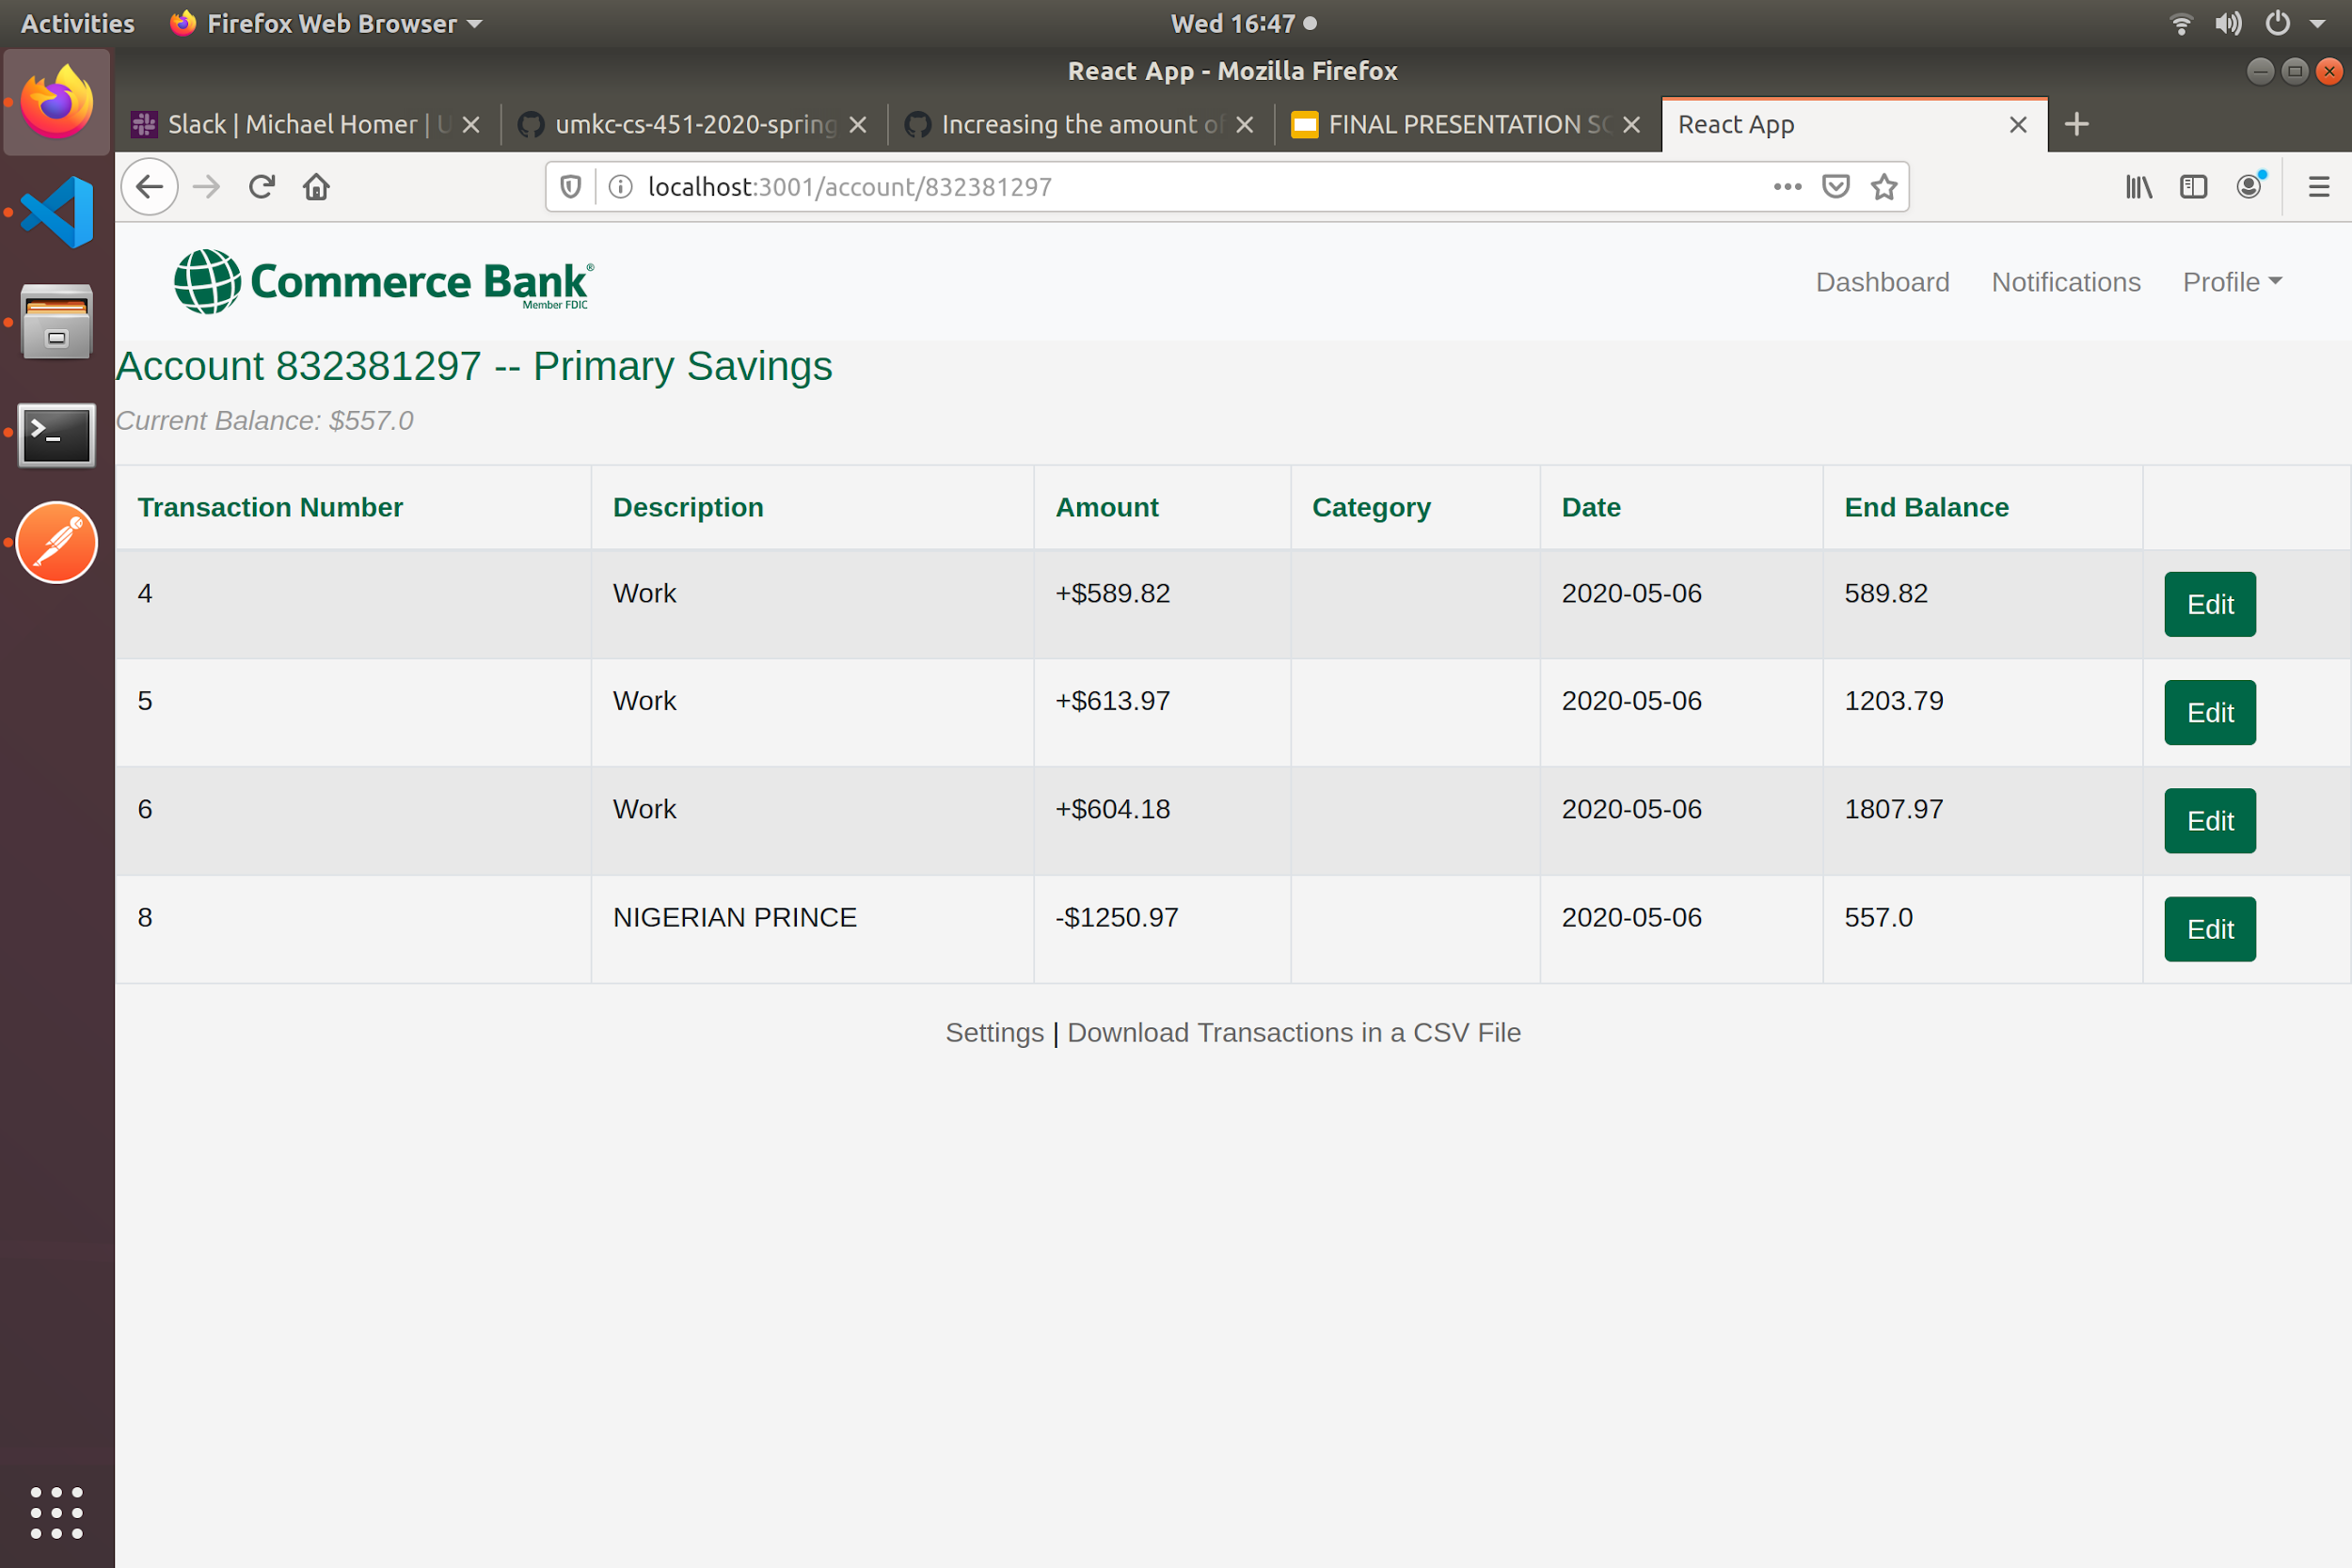 Activities Firefox Web Browser Wed 16:47
React App - Mozilla Firefox
Slack | Michael Homer | U umkc-cs-451-2020-spring Increasing the amount of FINAL PRESENTATION SC React App
localhost:3001/account/832381297
Commerce Bank®
Member FDIC
Dashboard Notifications Profile
Account 832381297 -- Primary Savings
Current Balance: $557.0
Transaction Number Description Amount Category Date End Balance
4 Work +$589.82 2020-05-06 589.82 Edit
5 Work +$613.97 2020-05-06 1203.79 Edit
6 Work +$604.18 2020-05-06 1807.97 Edit
8 NIGERIAN PRINCE -$1250.97 2020-05-06 557.0 Edit
Settings | Download Transactions in a CSV File